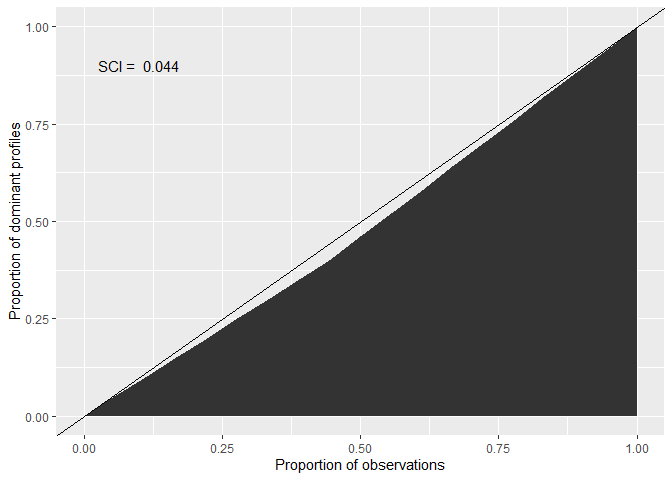 SCI = 0.044
Proportion of dominant profiles
1.00
0.75
0.50
0.25
0.00
0.00 0.25 0.50 0.75 1.00
Proportion of observations